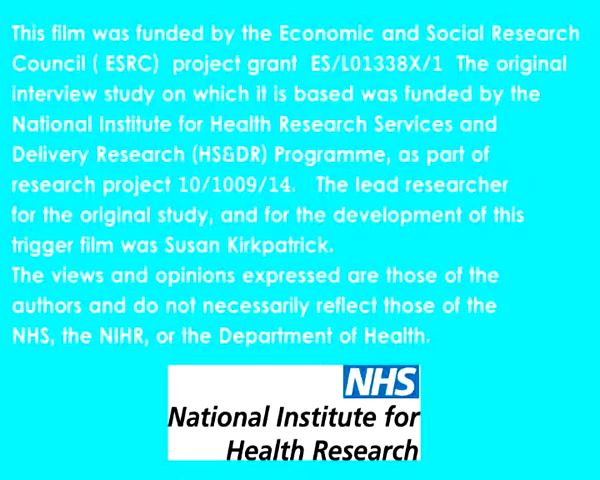 This film was funded by the Economic and Social Research
Council ( ESRC) project grant ES/L01338X/1 The original
interview study on which it is based was funded by the
National Institute for Health Research Services and
Delivery Research (HS&DR) Programme, as part of
research project 10/1009/14. The lead researcher
for the original study, and for the development of this
trigger film was Susan Kirkpatrick.
The views and opinions expressed are those of the
authors and do not necessarily reflect those of the
NHS, the NIHR, or the Department of Health.
NHS
National Institute for
Health Research